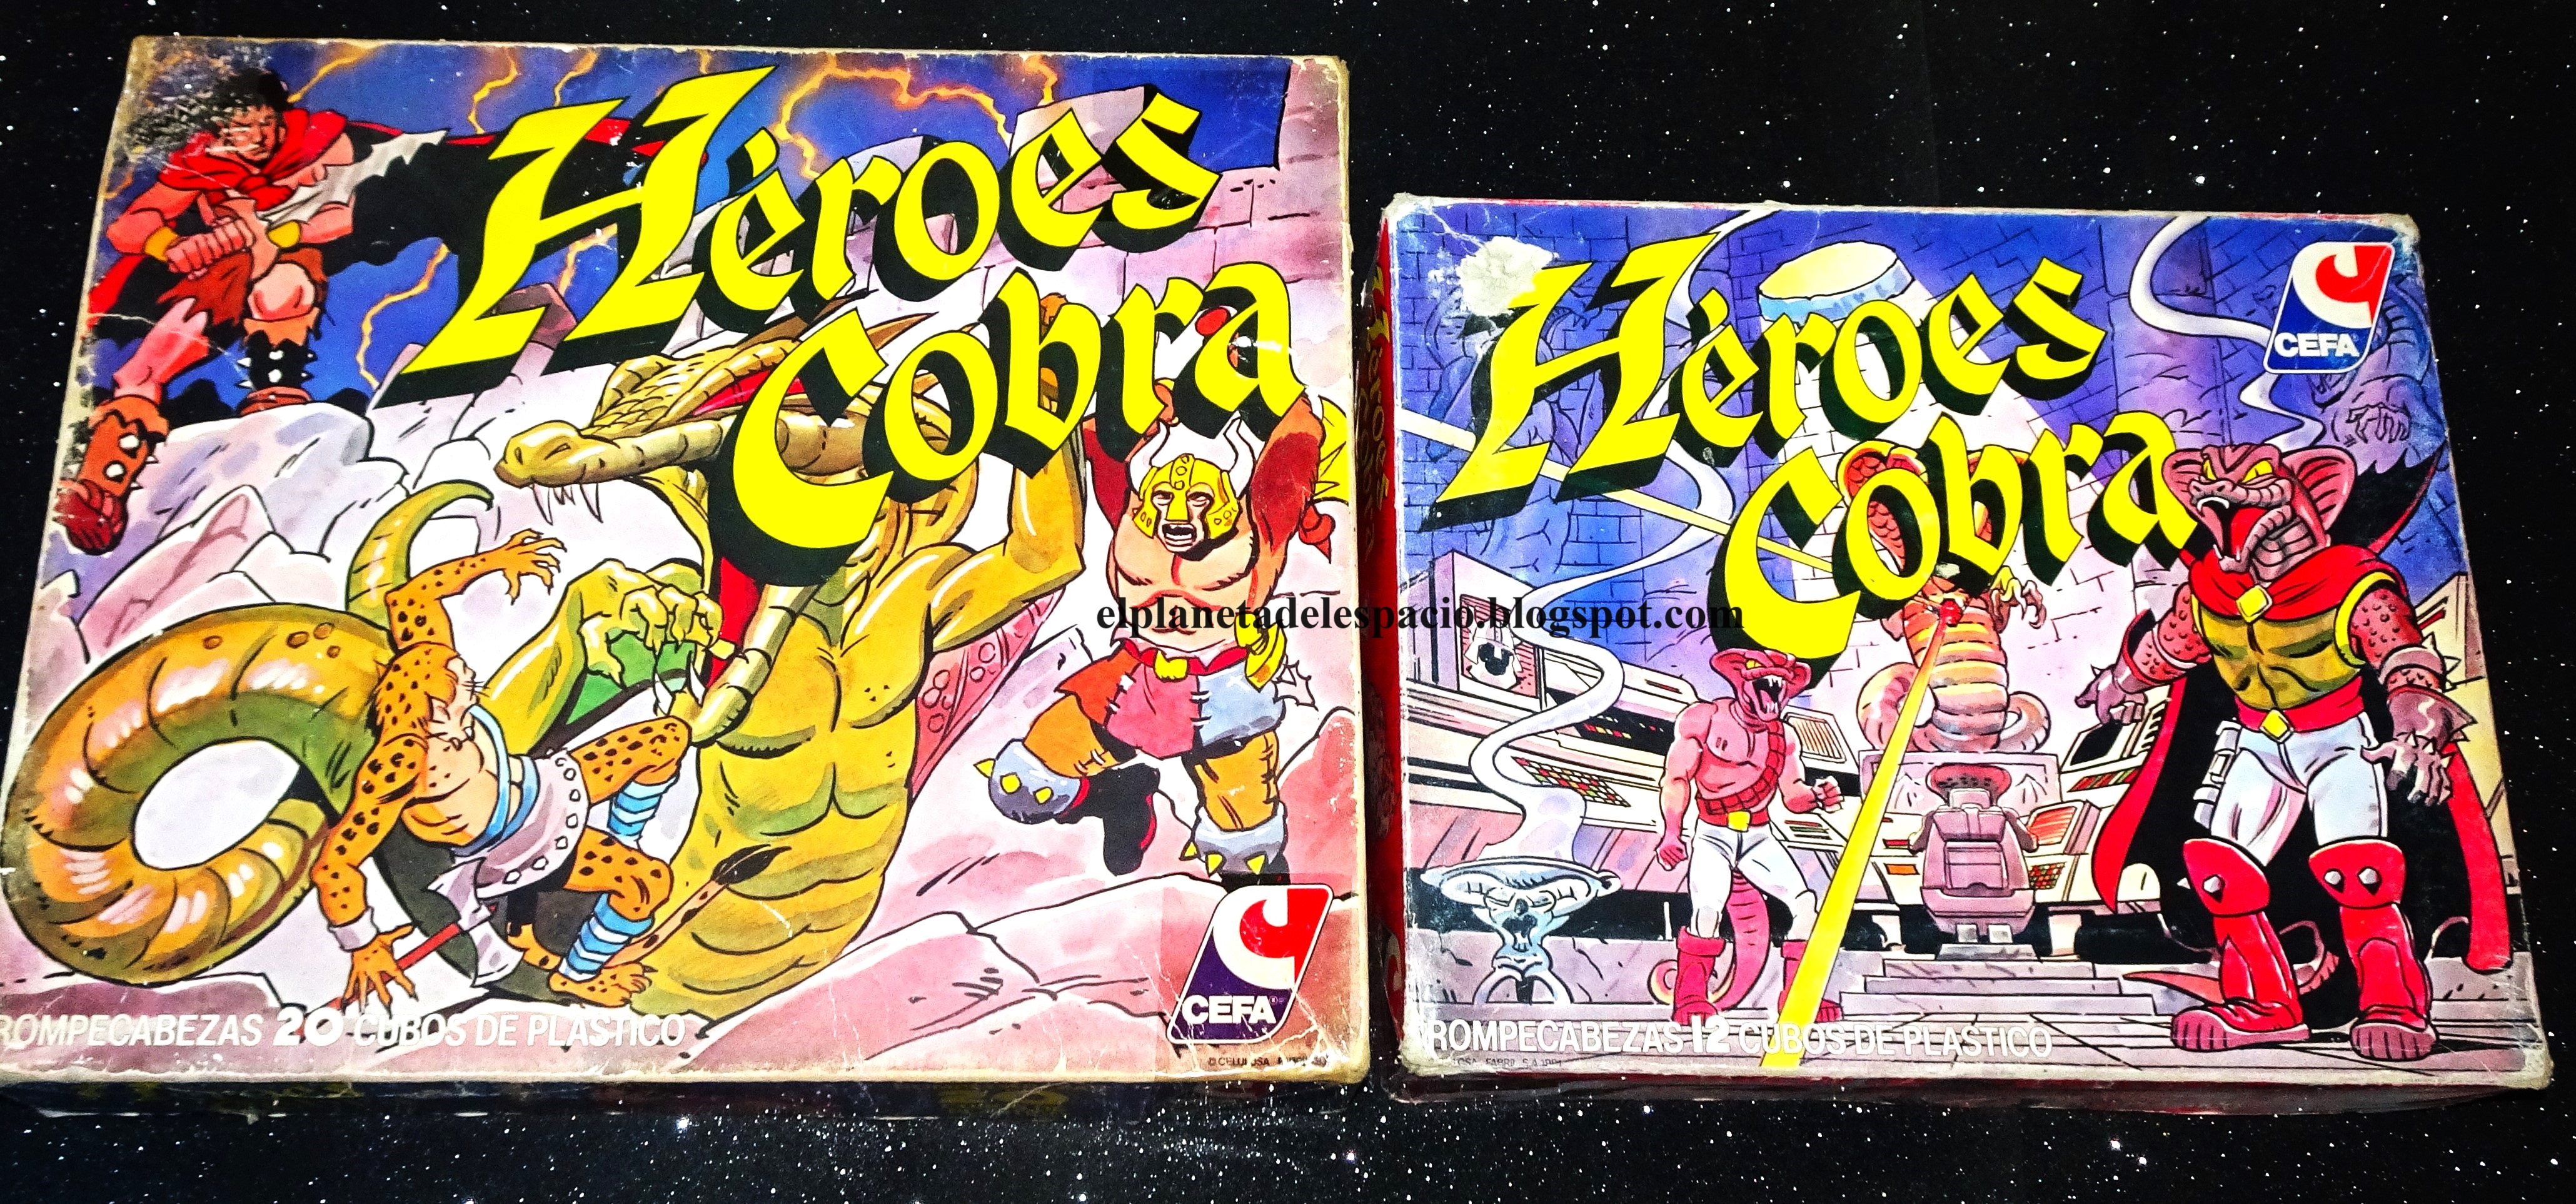 Héroes
Cobra
CEFA
ROMPECABEZAS 20 CUBOS DE PLASTICO
Héroes
Cobra
CEFA
ROMPECABEZAS 12 CUBOS DE PLASTICO
elplanetadelespacio.blogspot.com